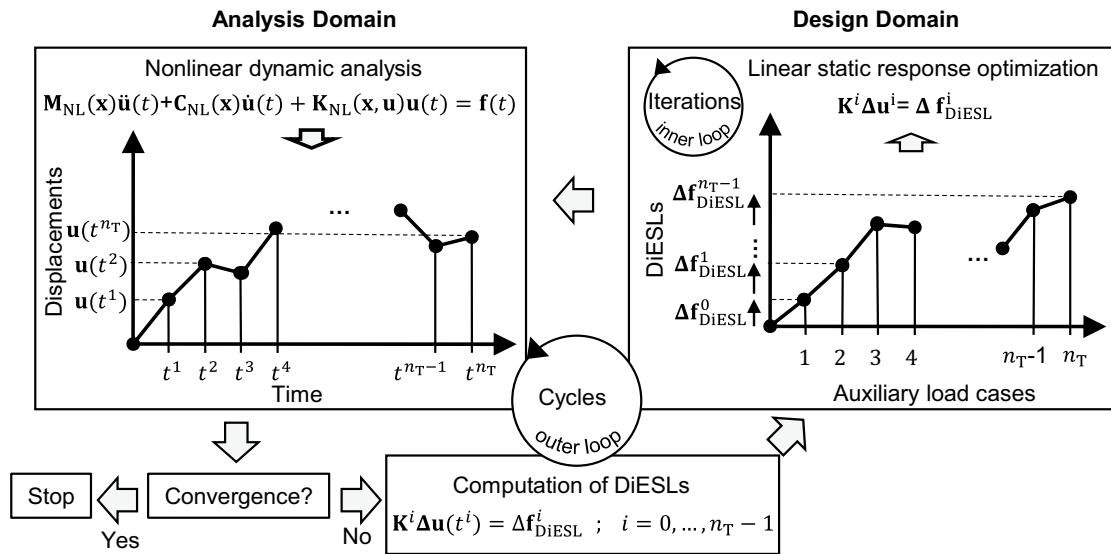 Analysis Domain
Nonlinear dynamic analysis
𝐌_NL(𝐱)𝐮̈(𝑡)+𝐂_NL(𝐱)𝐮̇(𝑡) + 𝐊_NL(𝐱, 𝐮)𝐮(𝑡) = 𝐟(𝑡)
Displacements
𝐮(𝑡^{𝑛_T})
𝐮(𝑡^2)
𝐮(𝑡^1)
...
𝑡^1 𝑡^2 𝑡^3 𝑡^4 𝑡^{𝑛_T−1} 𝑡^{𝑛_T}
Time
Design Domain
Iterations
inner loop
Linear static response optimization
𝐊^𝑖 𝚫𝐮^i= 𝚫 𝐟^i_DiESL
DiESLs
𝚫𝐟^{𝑛_T−1}_DiESL
...
𝚫𝐟^1_DiESL
𝚫𝐟^0_DiESL
...
1 2 3 4 𝑛_T-1 𝑛_T
Auxiliary load cases
Cycles
outer loop
Stop
Yes
Convergence?
No
Computation of DiESLs
𝐊^𝑖 𝚫𝐮(𝑡^𝑖) = Δ𝐟^𝑖_DiESL ; 𝑖 = 0, … , 𝑛_T − 1